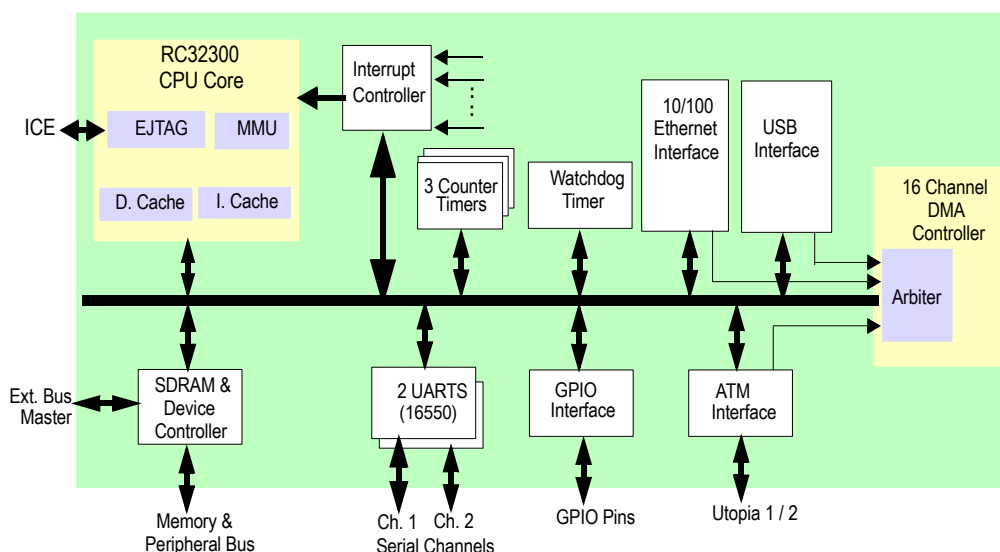 RC32300
CPU Core
EJTAG
MMU
D. Cache
I. Cache
ICE
Interrupt
Controller
3 Counter
Timers
Watchdog
Timer
10/100
Ethernet
Interface
USB
Interface
16 Channel
DMA
Controller
Arbiter
Ext. Bus
Master
SDRAM &
Device
Controller
2 UARTS
(16550)
GPIO
Interface
ATM
Interface
Memory &
Peripheral Bus
Ch. 1
Ch. 2
Serial Channels
GPIO Pins
Utopia 1 / 2